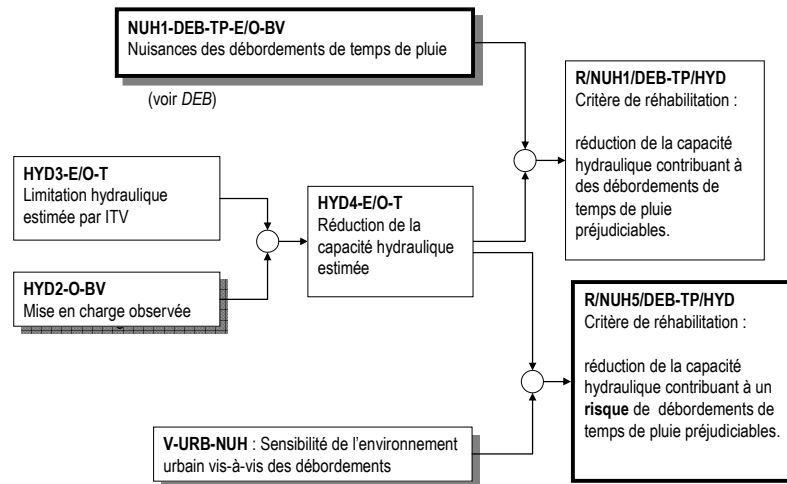 NUH1-DEB-TP-E/O-BV
Nuisances des débordements de temps de pluie
(voir DEB)
R/NUH1/DEB-TP/HYD
Critère de réhabilitation :
réduction de la capacité
hydraulique contribuant à
des débordements de
temps de pluie
préjudiciables.
HYD3-E/O-T
Limitation hydraulique
estimée par ITV
HYD4-E/O-T
Réduction de la
capacité hydraulique
estimée
HYD2-O-BV
Mise en charge observée
R/NUH5/DEB-TP/HYD
Critère de réhabilitation :
réduction de la capacité
hydraulique contribuant à un
risque de débordements de
temps de pluie préjudiciables.
V-URB-NUH : Sensibilité de l'environnement
urbain vis-à-vis des débordements